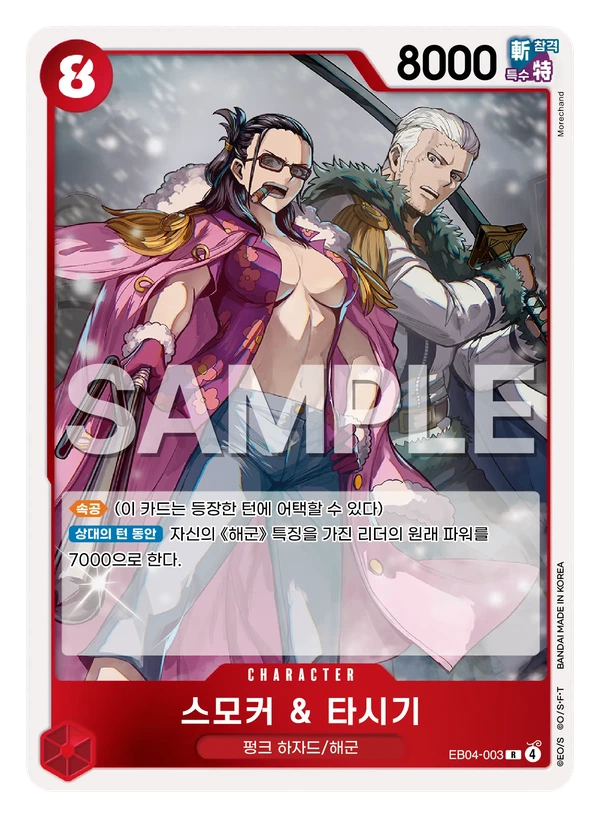 8
8000
斬 참격
특수 特
Morechand
SAMPLE
속공 (이 카드는 등장한 턴에 어택할 수 있다)
상대의 턴 동안 자신의 《해군》 특징을 가진 리더의 원래 파워를
7000으로 한다.
CHARACTER
스모커 & 타시기
펑크 하자드/해군
EB04-003 R 4
©EO/S ©O/S·F·T BANDAI MADE IN KOREA